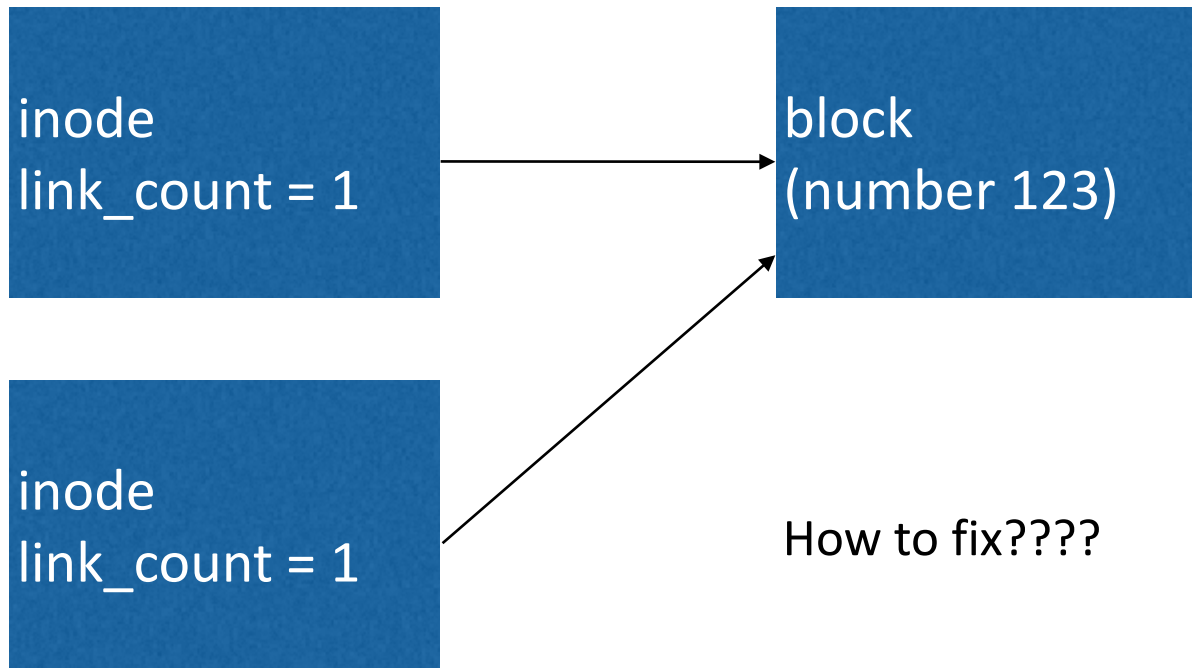 inode
link_count = 1
block
(number 123)
inode
link_count = 1
How to fix????